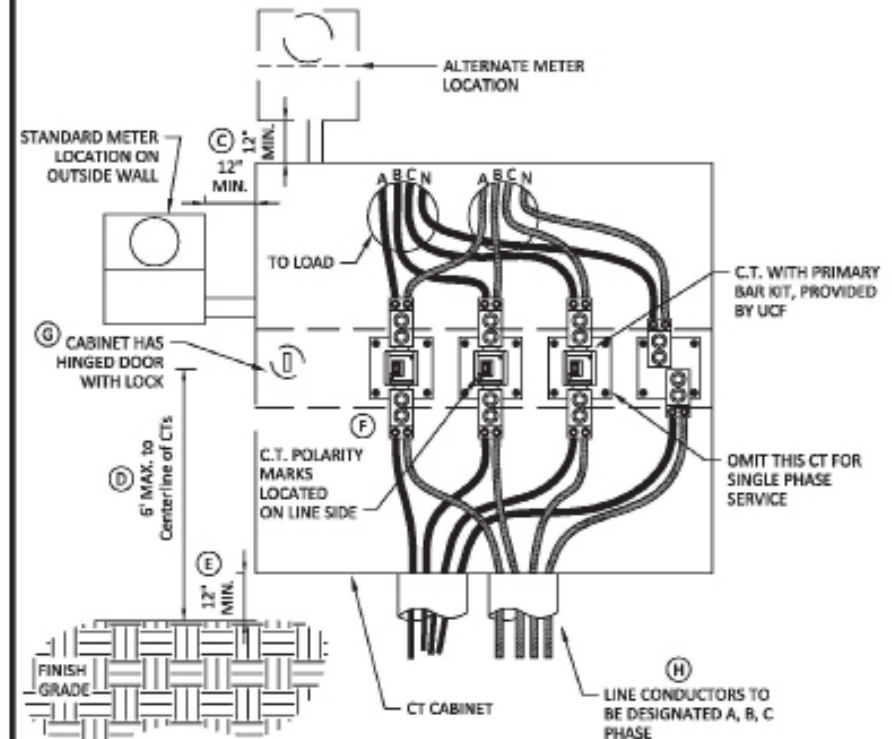 ALTERNATE METER
LOCATION
STANDARD METER
LOCATION ON
OUTSIDE WALL
C
12"
MIN.
12"
MIN.
A B C N
A B C N
TO LOAD
C.T. WITH PRIMARY
BAR KIT, PROVIDED
BY UCF
G
CABINET HAS
HINGED DOOR
WITH LOCK
F
C.T. POLARITY
MARKS
LOCATED
ON LINE SIDE
OMIT THIS CT FOR
SINGLE PHASE
SERVICE
D
6' MAX. to
Centerline of CTs
E
12"
MIN.
FINISH
GRADE
CT CABINET
H
LINE CONDUCTORS TO
BE DESIGNATED A, B, C
PHASE